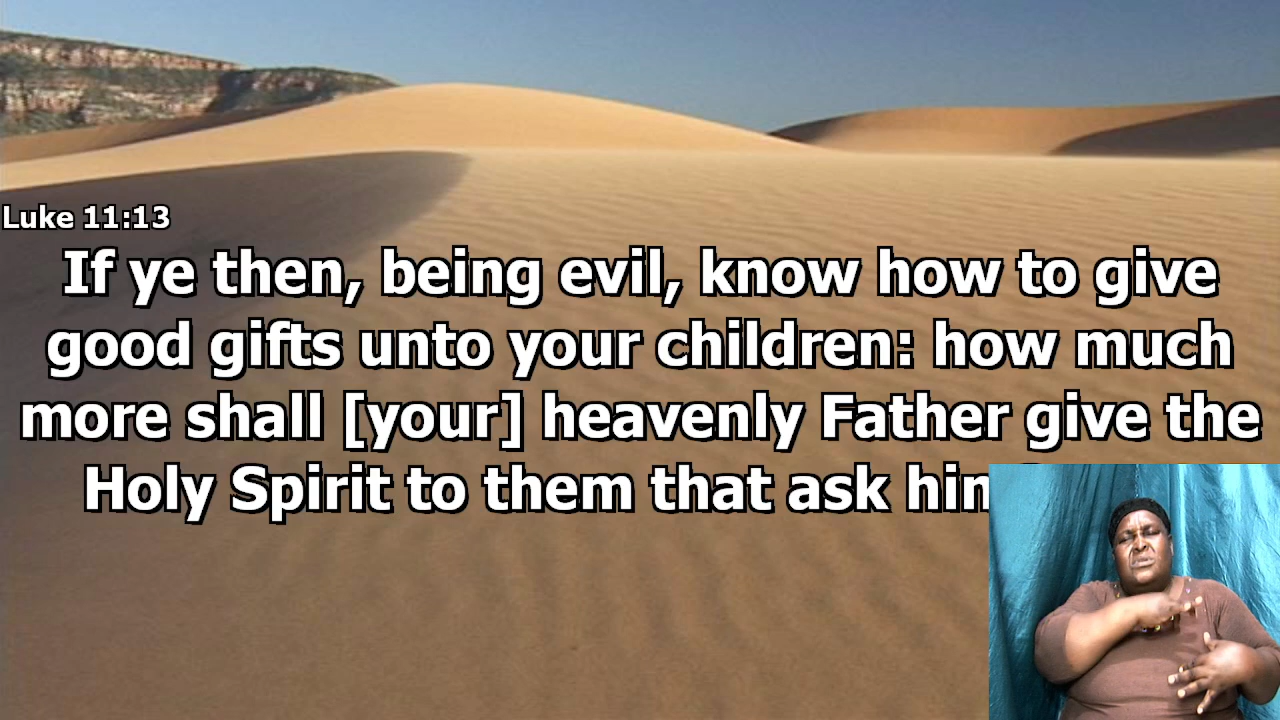 Luke 11:13
If ye then, being evil, know how to give
good gifts unto your children: how much
more shall [your] heavenly Father give the
Holy Spirit to them that ask